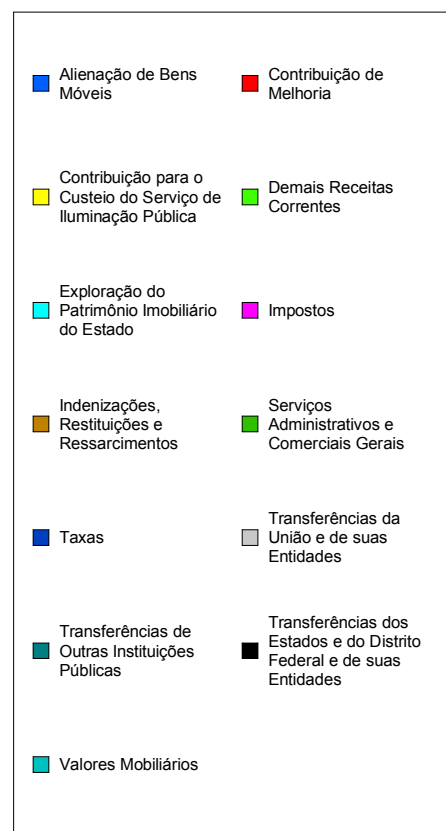 Alienação de Bens
Móveis
Contribuição de
Melhoria
Contribuição para o
Custeio do Serviço de
Iluminação Pública
Demais Receitas
Correntes
Exploração do
Patrimônio Imobiliário
do Estado
Impostos
Indenizações,
Restituições e
Ressarcimentos
Serviços
Administrativos e
Comerciais Gerais
Taxas
Transferências da
União e de suas
Entidades
Transferências de
Outras Instituições
Públicas
Transferências dos
Estados e do Distrito
Federal e de suas
Entidades
Valores Mobiliários